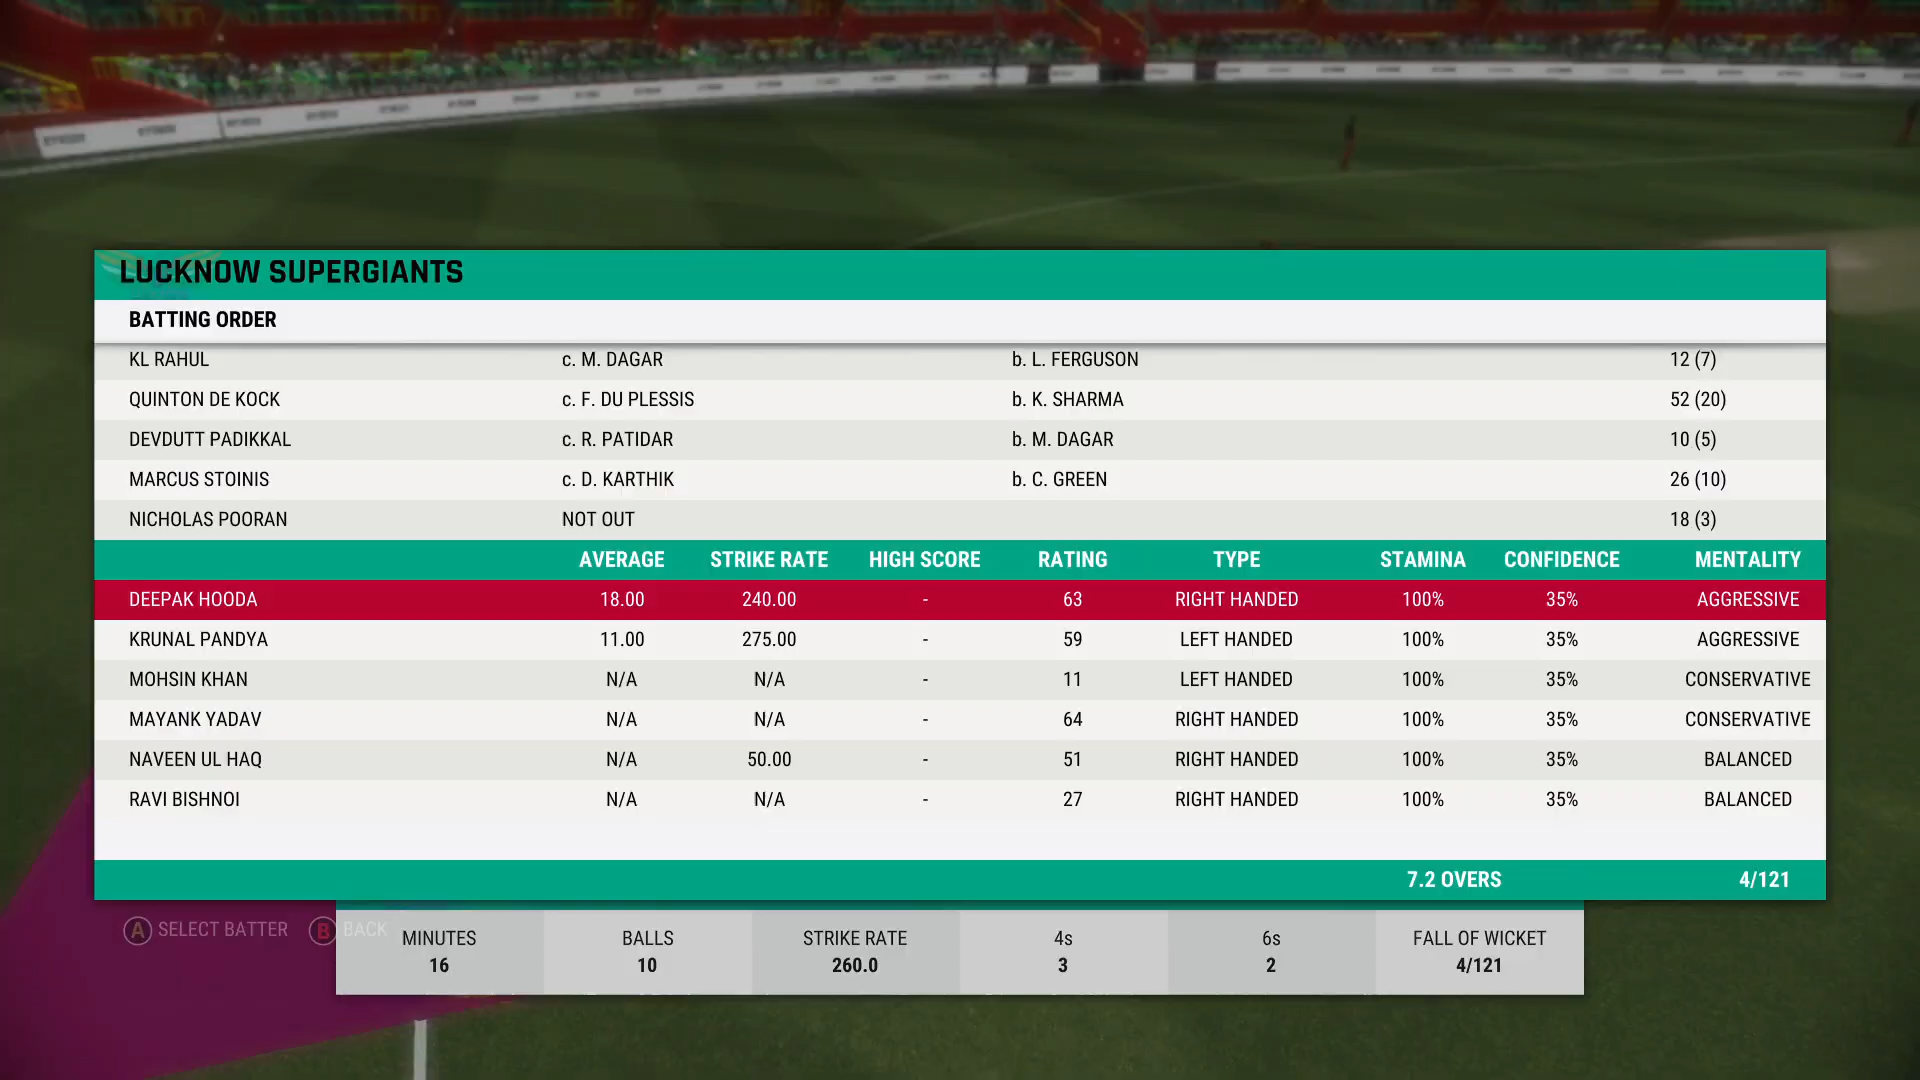 LUCKNOW SUPERGIANTS
BATTING ORDER
KL RAHUL c. M. DAGAR b. L. FERGUSON 12 (7)
QUINTON DE KOCK c. F. DU PLESSIS b. K. SHARMA 52 (20)
DEVDUTT PADIKKAL c. R. PATIDAR b. M. DAGAR 10 (5)
MARCUS STOINIS c. D. KARTHIK b. C. GREEN 26 (10)
NICHOLAS POORAN NOT OUT 18 (3)
AVERAGE STRIKE RATE HIGH SCORE RATING TYPE STAMINA CONFIDENCE MENTALITY
DEEPAK HOODA 18.00 240.00 - 63 RIGHT HANDED 100% 35% AGGRESSIVE
KRUNAL PANDYA 11.00 275.00 - 59 LEFT HANDED 100% 35% AGGRESSIVE
MOHSIN KHAN N/A N/A - 11 LEFT HANDED 100% 35% CONSERVATIVE
MAYANK YADAV N/A N/A - 64 RIGHT HANDED 100% 35% CONSERVATIVE
NAVEEN UL HAQ N/A 50.00 - 51 RIGHT HANDED 100% 35% BALANCED
RAVI BISHNOI N/A N/A - 27 RIGHT HANDED 100% 35% BALANCED
7.2 OVERS 4/121
A SELECT BATTER B BACK
MINUTES BALLS STRIKE RATE 4s 6s FALL OF WICKET
16 10 260.0 3 2 4/121